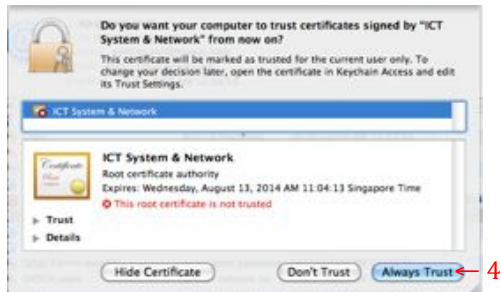 Do you want your computer to trust certificates signed by "ICT
System & Network" from now on?
This certificate will be marked as trusted for the current user only. To
change your decision later, open the certificate in Keychain Access and edit
its Trust Settings.
ICT System & Network
Certificate
ICT System & Network
Root certificate authority
Expires: Wednesday, August 13, 2014 AM 11:04:13 Singapore Time
This root certificate is not trusted
Trust
Details
Hide Certificate Don't Trust Always Trust 4